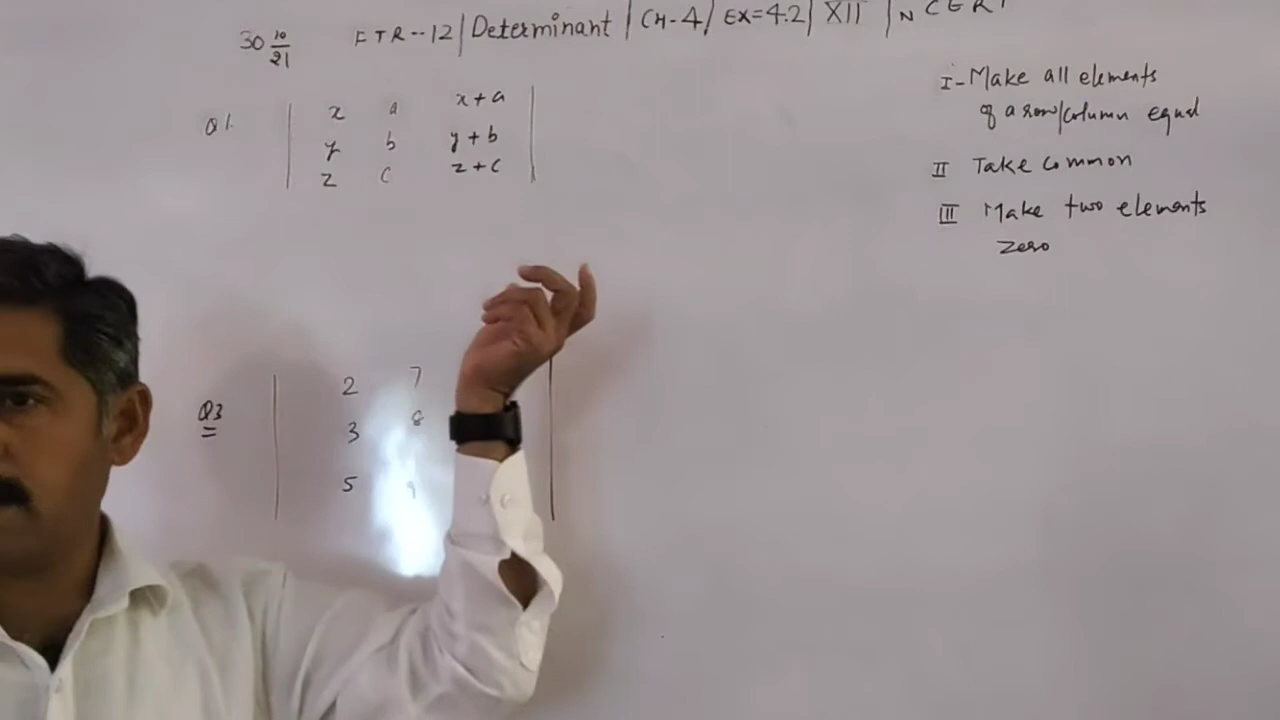 30 10/21 FTR-12 | Determinant | CH-4 | EX=4.2 | XII | NCERT
Q1. | x a x+a |
| y b y+b |
| z c z+c |
I- Make all elements
of a row/column equal
II Take Common
III Make two elements
zero
Q3 | 2 7 |
| 3 8 |
| 5 9 |